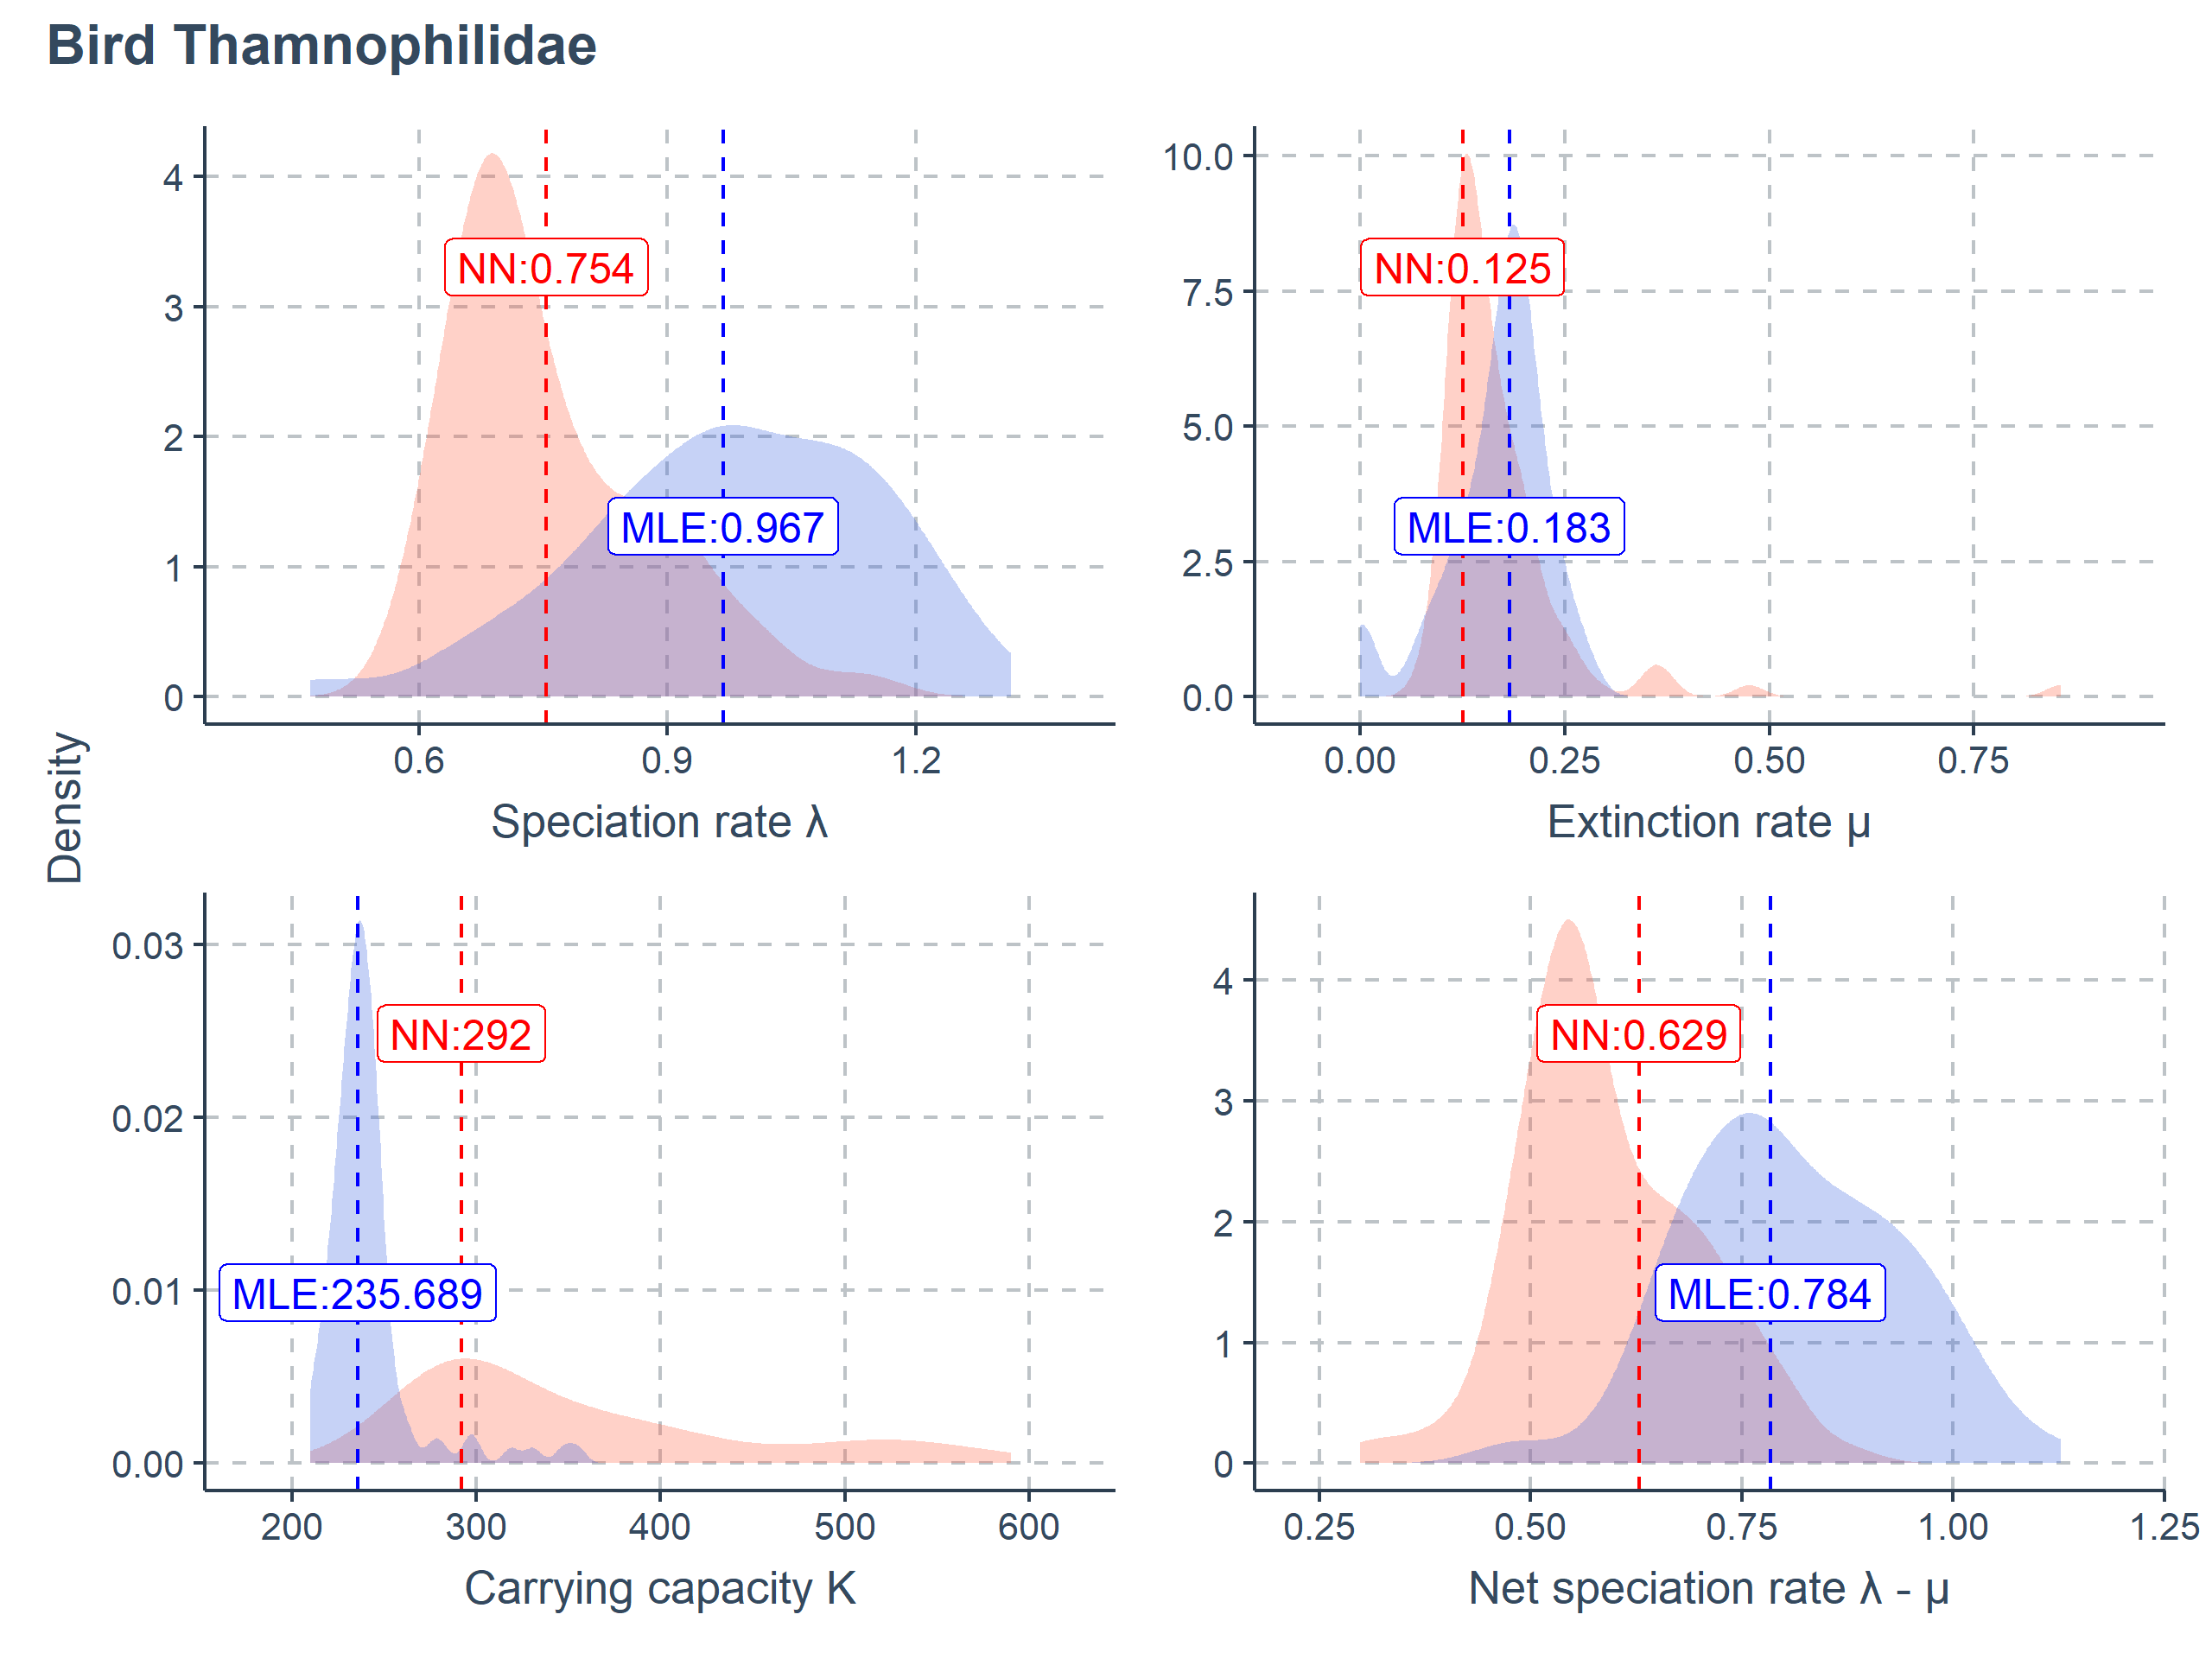 Bird Thamnophilidae
Density
4
3
2
1
0
NN:0.754
MLE:0.967
0.6 0.9 1.2
Speciation rate λ
10.0
7.5
5.0
2.5
0.0
NN:0.125
MLE:0.183
0.00 0.25 0.50 0.75
Extinction rate μ
0.03
0.02
0.01
0.00
NN:292
MLE:235.689
200 300 400 500 600
Carrying capacity K
4
3
2
1
0
NN:0.629
MLE:0.784
0.25 0.50 0.75 1.00 1.25
Net speciation rate λ - μ